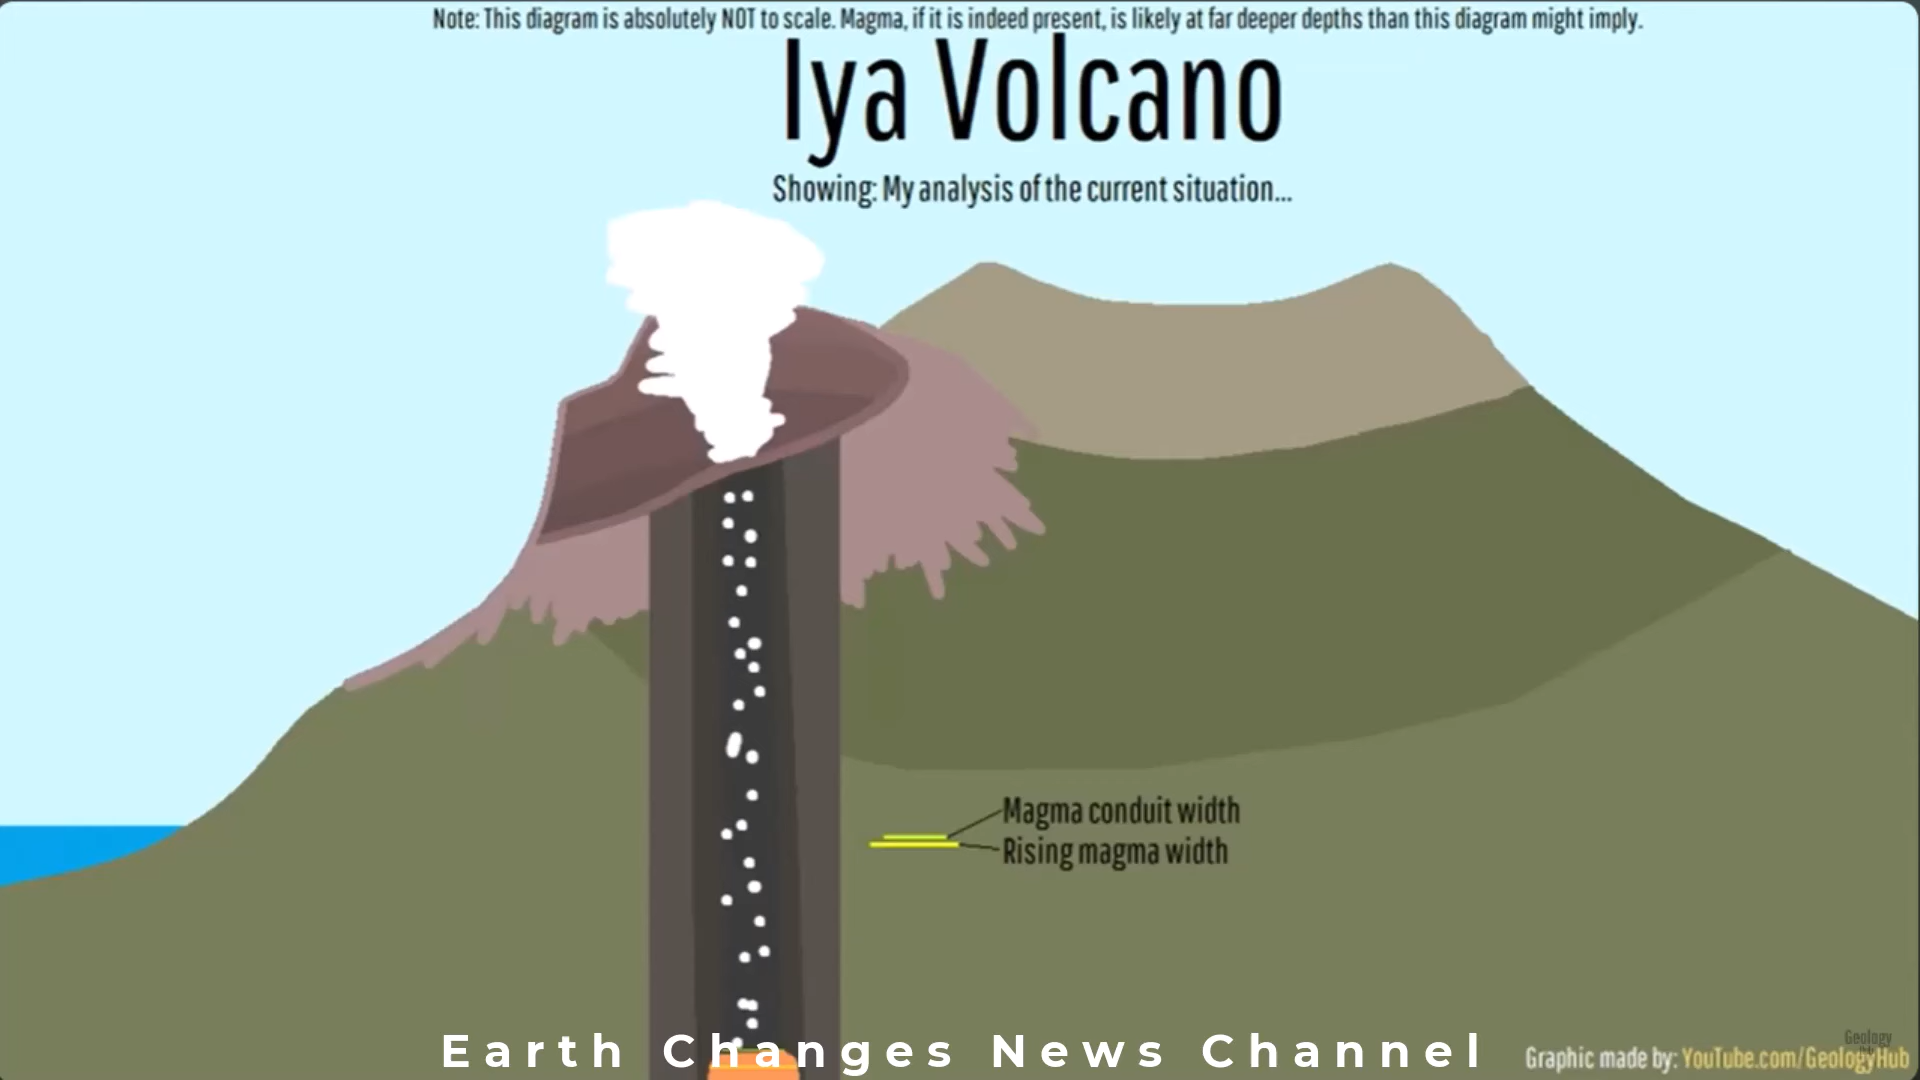 Note: This diagram is absolutely NOT to scale. Magma, if it is indeed present, is likely at far deeper depths than this diagram might imply.
Iya Volcano
Showing: My analysis of the current situation...
Magma conduit width
Rising magma width
Earth Changes News Channel
Geology
Hub
Graphic made by: YouTube.com/GeologyHub